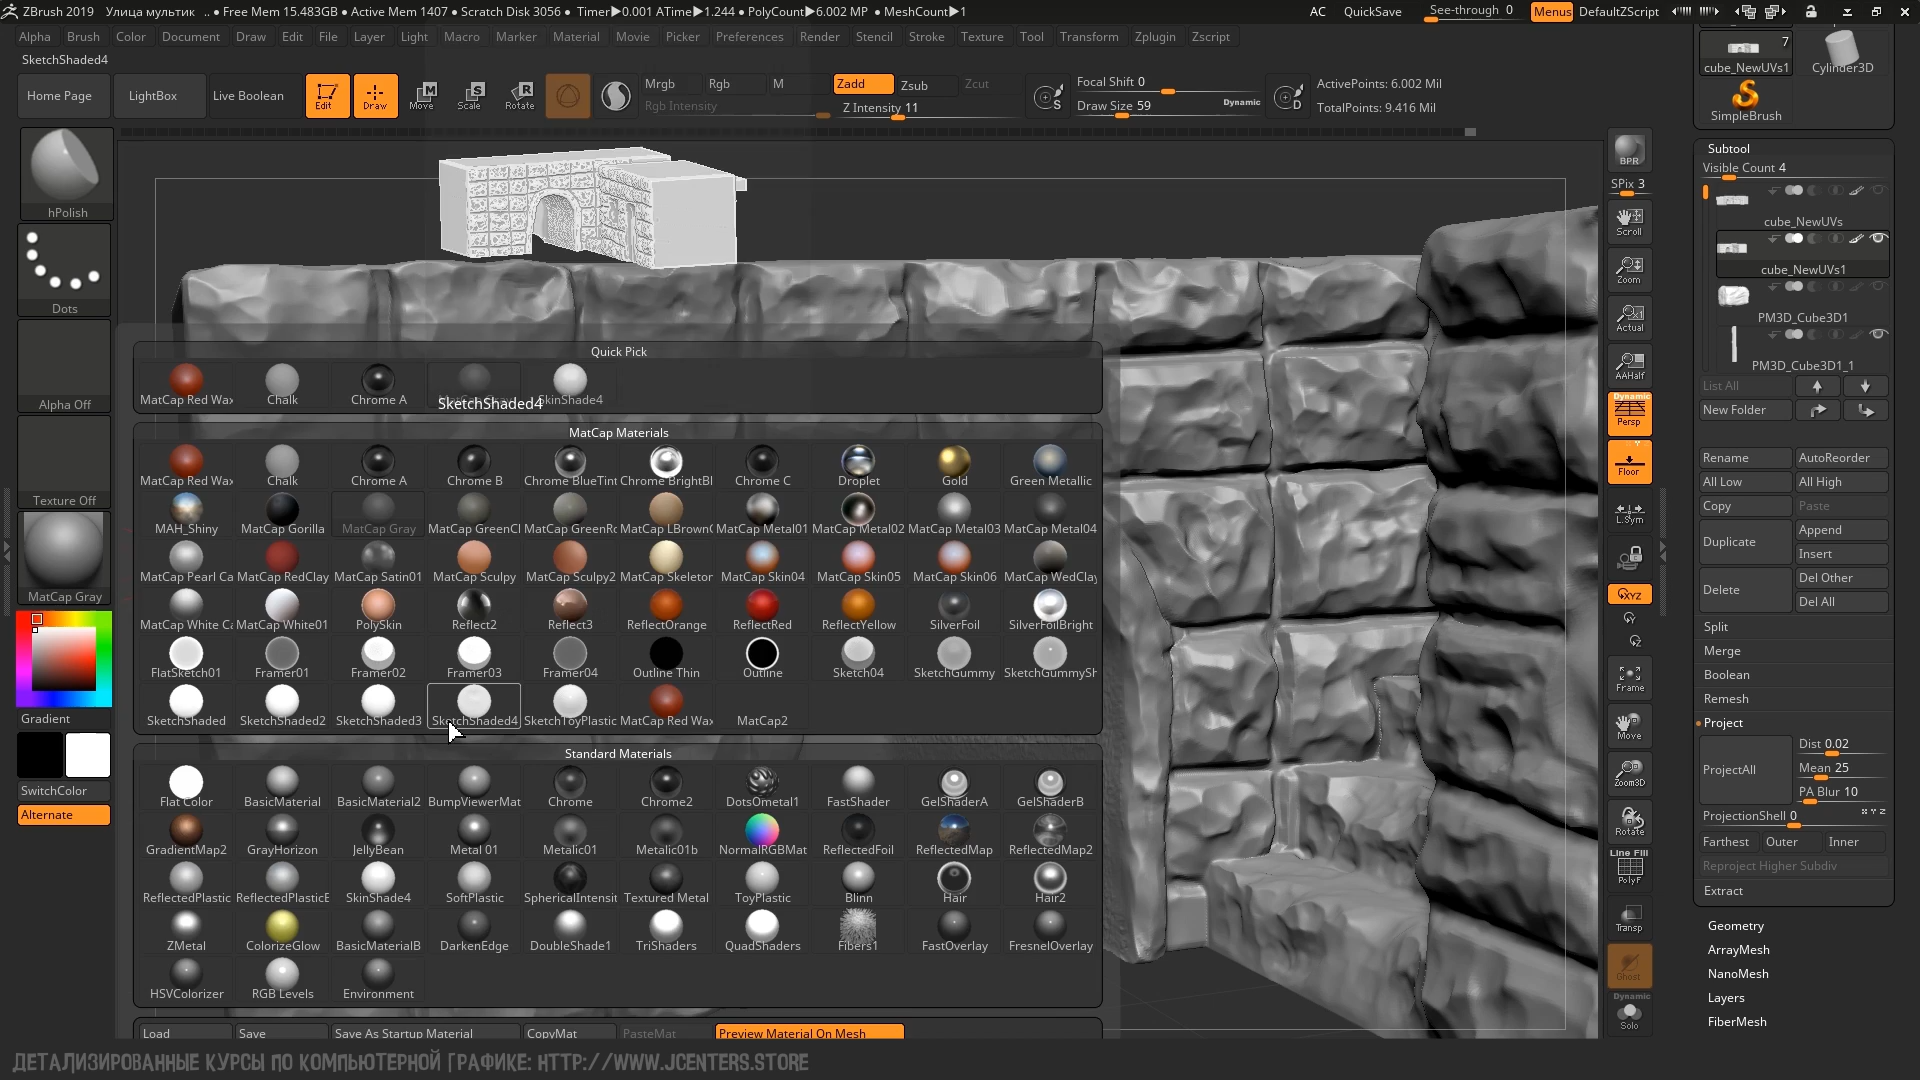 ZBrush 2019 Улица мультик .. • Free Mem 15.483GB • Active Mem 1407 • Scratch Disk 3056 • Timer▶0.001 ATime▶1.244 • PolyCount▶6.002 MP • MeshCount▶1 AC QuickSave See-through 0 Menus DefaultZScript
Alpha Brush Color Document Draw Edit File Layer Light Macro Marker Material Movie Picker Preferences Render Stencil Stroke Texture Tool Transform Zplugin Zscript
SketchShaded4
Home Page LightBox Live Boolean Edit Draw Move Scale Rotate
Mrgb Rgb M Zadd Zsub Zcut
Rgb Intensity Z Intensity 11
Focal Shift 0
Draw Size 59 Dynamic
S D
ActivePoints: 6.002 Mil
TotalPoints: 9.416 Mil
hPolish
Dots
Alpha Off
Texture Off
MatCap Gray
Gradient
SwitchColor
Alternate
Quick Pick
MatCap Red Wax Chalk Chrome A SkinShade4
SketchShaded4
MatCap Materials
MatCap Red Wax Chalk Chrome A Chrome B Chrome BlueTint Chrome BrightBl Chrome C Droplet Gold Green Metallic
MAH_Shiny MatCap Gorilla MatCap Gray MatCap GreenCl MatCap GreenRo MatCap LBrownC MatCap Metal01 MatCap Metal02 MatCap Metal03 MatCap Metal04
MatCap Pearl Ca MatCap RedClay MatCap Satin01 MatCap Sculpy MatCap Sculpy2 MatCap Skeletor MatCap Skin04 MatCap Skin05 MatCap Skin06 MatCap WedClay
MatCap White Ca MatCap White01 PolySkin Reflect2 Reflect3 ReflectOrange ReflectRed ReflectYellow SilverFoil SilverFoilBright
FlatSketch01 Framer01 Framer02 Framer03 Framer04 Outline Thin Outline Sketch04 SketchGummy SketchGummySh
SketchShaded SketchShaded2 SketchShaded3 SketchShaded4 SketchToyPlastic MatCap Red Wax MatCap2
Standard Materials
Flat Color BasicMaterial BasicMaterial2 BumpViewerMat Chrome Chrome2 DotsOmetal1 FastShader GelShaderA GelShaderB
GradientMap2 GrayHorizon JellyBean Metal 01 Metalic01 Metalic01b NormalRGBMat ReflectedFoil ReflectedMap ReflectedMap2
ReflectedPlastic ReflectedPlasticE SkinShade4 SoftPlastic SphericalIntensit Textured Metal ToyPlastic Blinn Hair Hair2
ZMetal ColorizeGlow BasicMaterialB DarkenEdge DoubleShade1 TriShaders QuadShaders Fibers1 FastOverlay FresnelOverlay
HSVColorizer RGB Levels Environment
Load Save Save As Startup Material CopyMat PasteMat Preview Material On Mesh
BPR
SPix 3
Scroll
Zoom
Actual
AAHalf
Dynamic
Persp
Floor
L.Sym
XYZ
Frame
Move
Zoom3D
Rotate
Line Fill
PolyF
Transp
Ghost
Dynamic
Solo
7
cube_NewUVs1 Cylinder3D
SimpleBrush
Subtool
Visible Count 4
cube_NewUVs
cube_NewUVs1
PM3D_Cube3D1
PM3D_Cube3D1_1
List All
New Folder
Rename AutoReorder
All Low All High
Copy Paste
Duplicate Append
Insert
Delete Del Other
Del All
Split
Merge
Boolean
Remesh
Project
ProjectAll Dist 0.02
Mean 25
PA Blur 10
ProjectionShell 0
Farthest Outer Inner
Reproject Higher Subdiv
Extract
Geometry
ArrayMesh
NanoMesh
Layers
FiberMesh
ДЕТАЛИЗИРОВАННЫЕ КУРСЫ ПО КОМПЬЮТЕРНОЙ ГРАФИКЕ: HTTP://WWW.JCENTERS.STORE